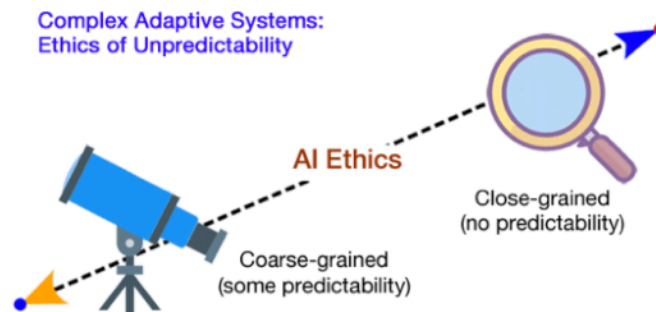 Complex Adaptive Systems:
Ethics of Unpredictability
AI Ethics
Close-grained
(no predictability)
Coarse-grained
(some predictability)